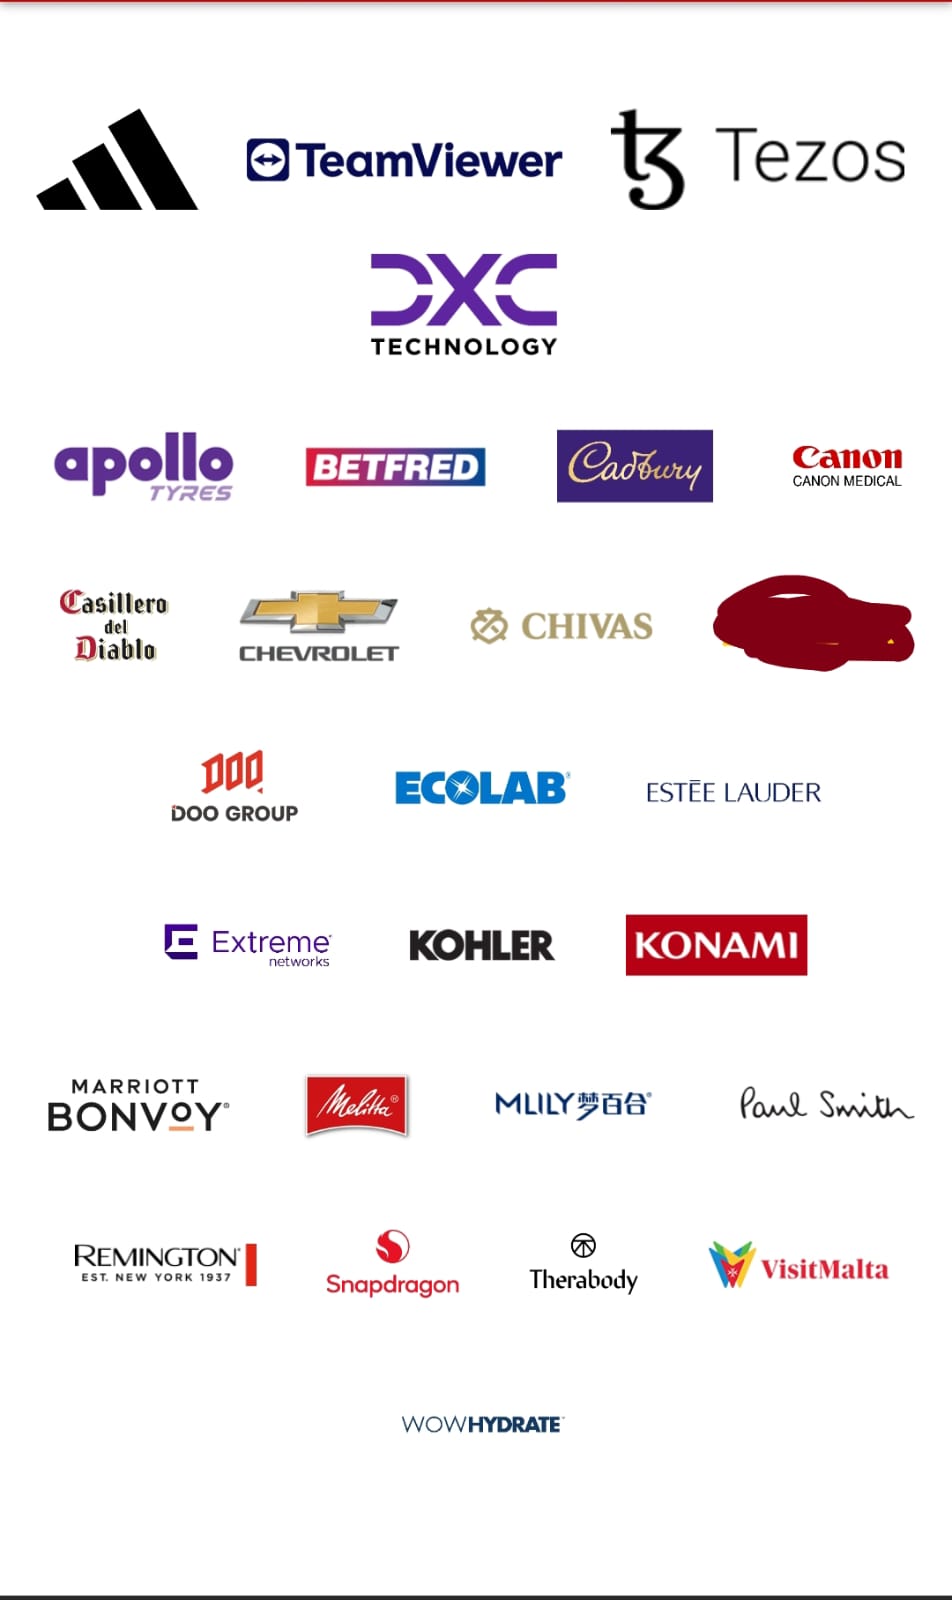 TeamViewer
Tezos
DXC
TECHNOLOGY
apollo
TYRES
BETFRED
Cadbury
Canon
CANON MEDICAL
Casillero
del
Diablo
CHEVROLET
CHIVAS
DOO
DOO GROUP
ECOLAB®
ESTĒE LAUDER
Extreme
networks
KOHLER
KONAMI
MARRIOTT
BONVOY®
Melitta®
MLILY梦百合®
Paul Smith
REMINGTON®
EST. NEW YORK 1937
Snapdragon
Therabody
VisitMalta
WOWHYDRATE™